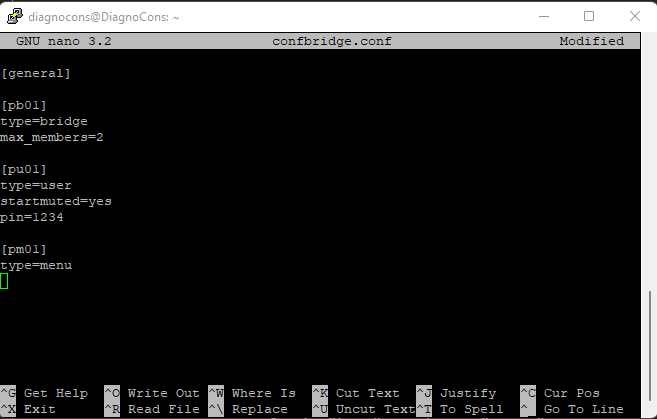 diagnocons@DiagnoCons: ~
GNU nano 3.2 confbridge.conf Modified
[general]
[pb01]
type=bridge
max_members=2
[pu01]
type=user
startmuted=yes
pin=1234
[pm01]
type=menu
^G Get Help ^O Write Out ^W Where Is ^K Cut Text ^J Justify ^C Cur Pos
^X Exit ^R Read File ^\ Replace ^U Uncut Text ^T To Spell ^_ Go To Line